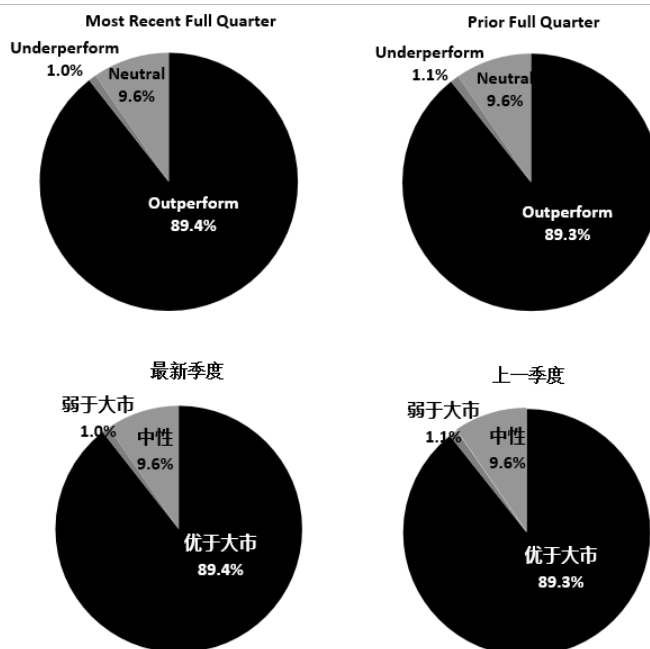 Most Recent Full Quarter
Prior Full Quarter
Underperform
1.0%
Neutral
9.6%
Outperform
89.4%
Underperform
1.1%
Neutral
9.6%
Outperform
89.3%
最新季度
上一季度
弱于大市
1.0%
中性
9.6%
优于大市
89.4%
弱于大市
1.1%
中性
9.6%
优于大市
89.3%